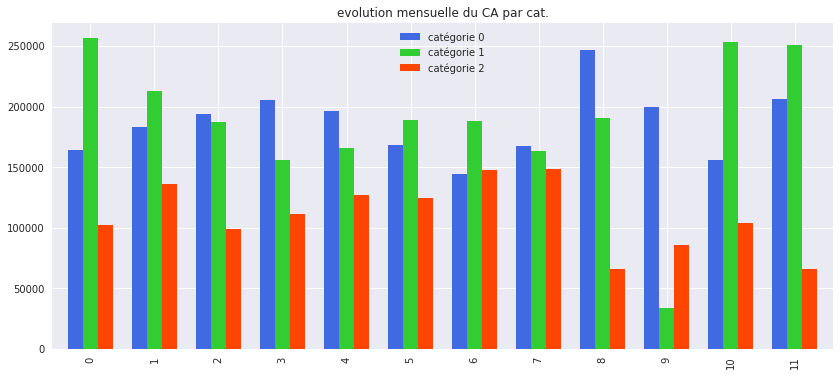 evolution mensuelle du CA par cat.
catégorie 0
catégorie 1
catégorie 2
250000
200000
150000
100000
50000
0
0 1 2 3 4 5 6 7 8 9 10 11